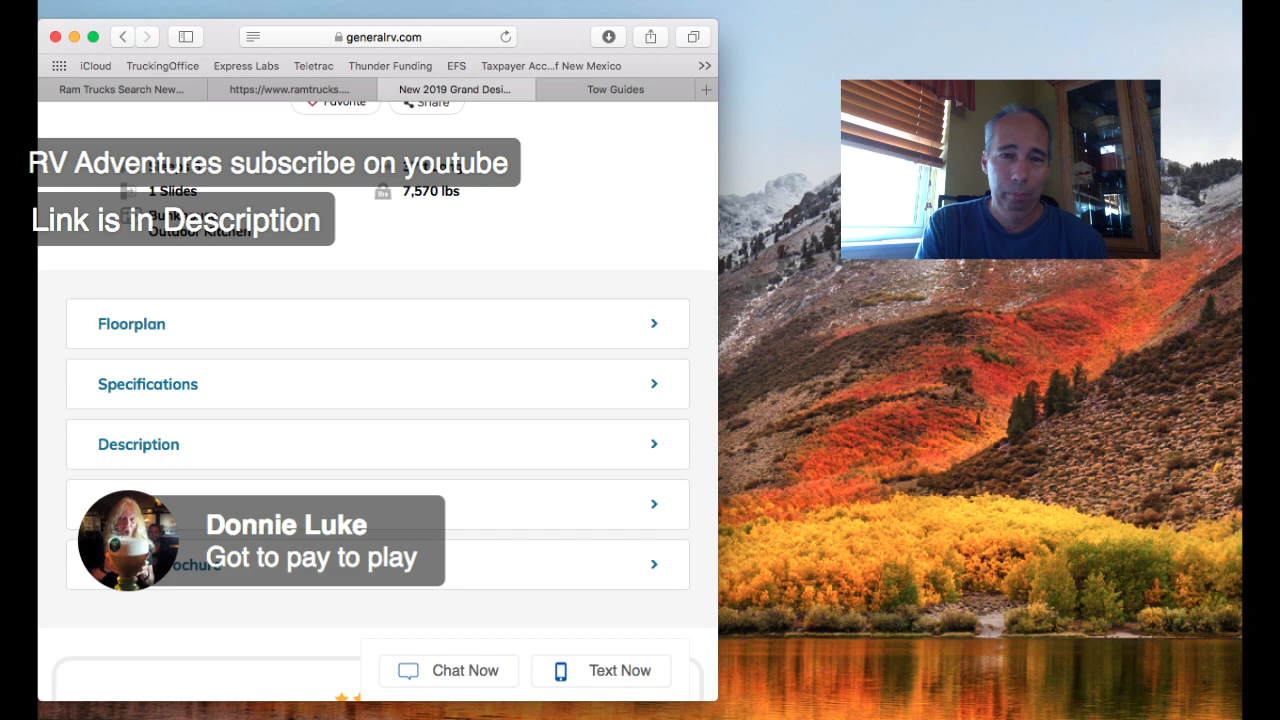 generalrv.com
iCloud TruckingOffice Express Labs Teletrac Thunder Funding EFS Taxpayer Acc...f New Mexico
Ram Trucks Search New... https://www.ramtrucks.... New 2019 Grand Desi... Tow Guides
Favorite Share
RV Adventures subscribe on youtube
1 Slides 7,570 lbs
Link is in Description
Outdoor Kitchen
Floorplan
Specifications
Description
Donnie Luke
Got to pay to play
Chat Now Text Now